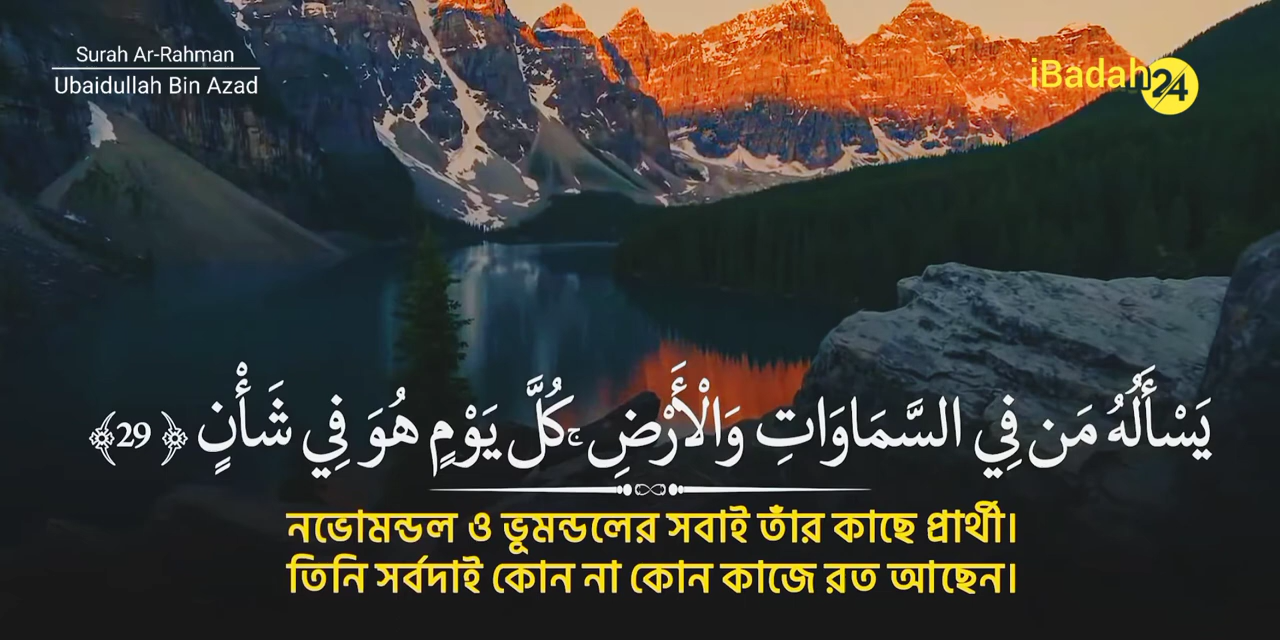 Surah Ar-Rahman
Ubaidullah Bin Azad
iBadah24
يَسْأَلُهُ مَن فِي السَّمَاوَاتِ وَالْأَرْضِ ۚ كُلَّ يَوْمٍ هُوَ فِي شَأْنٍ ﴿29﴾
নভোমন্ডল ও ভুমন্ডলের সবাই তাঁর কাছে প্রার্থী।
তিনি সর্বদাই কোন না কোন কাজে রত আছেন।